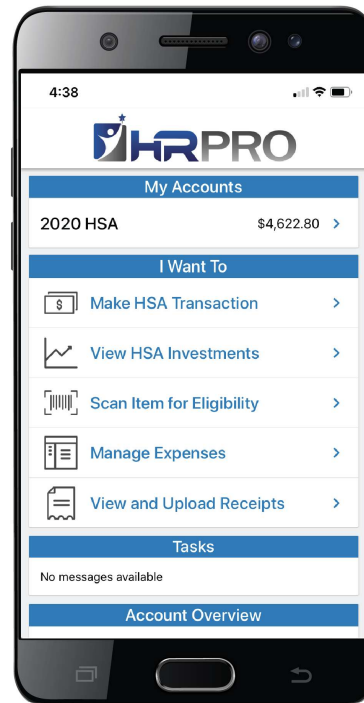 4:38
HRPRO
My Accounts
2020 HSA $4,622.80
I Want To
Make HSA Transaction
View HSA Investments
Scan Item for Eligibility
Manage Expenses
View and Upload Receipts
Tasks
No messages available
Account Overview